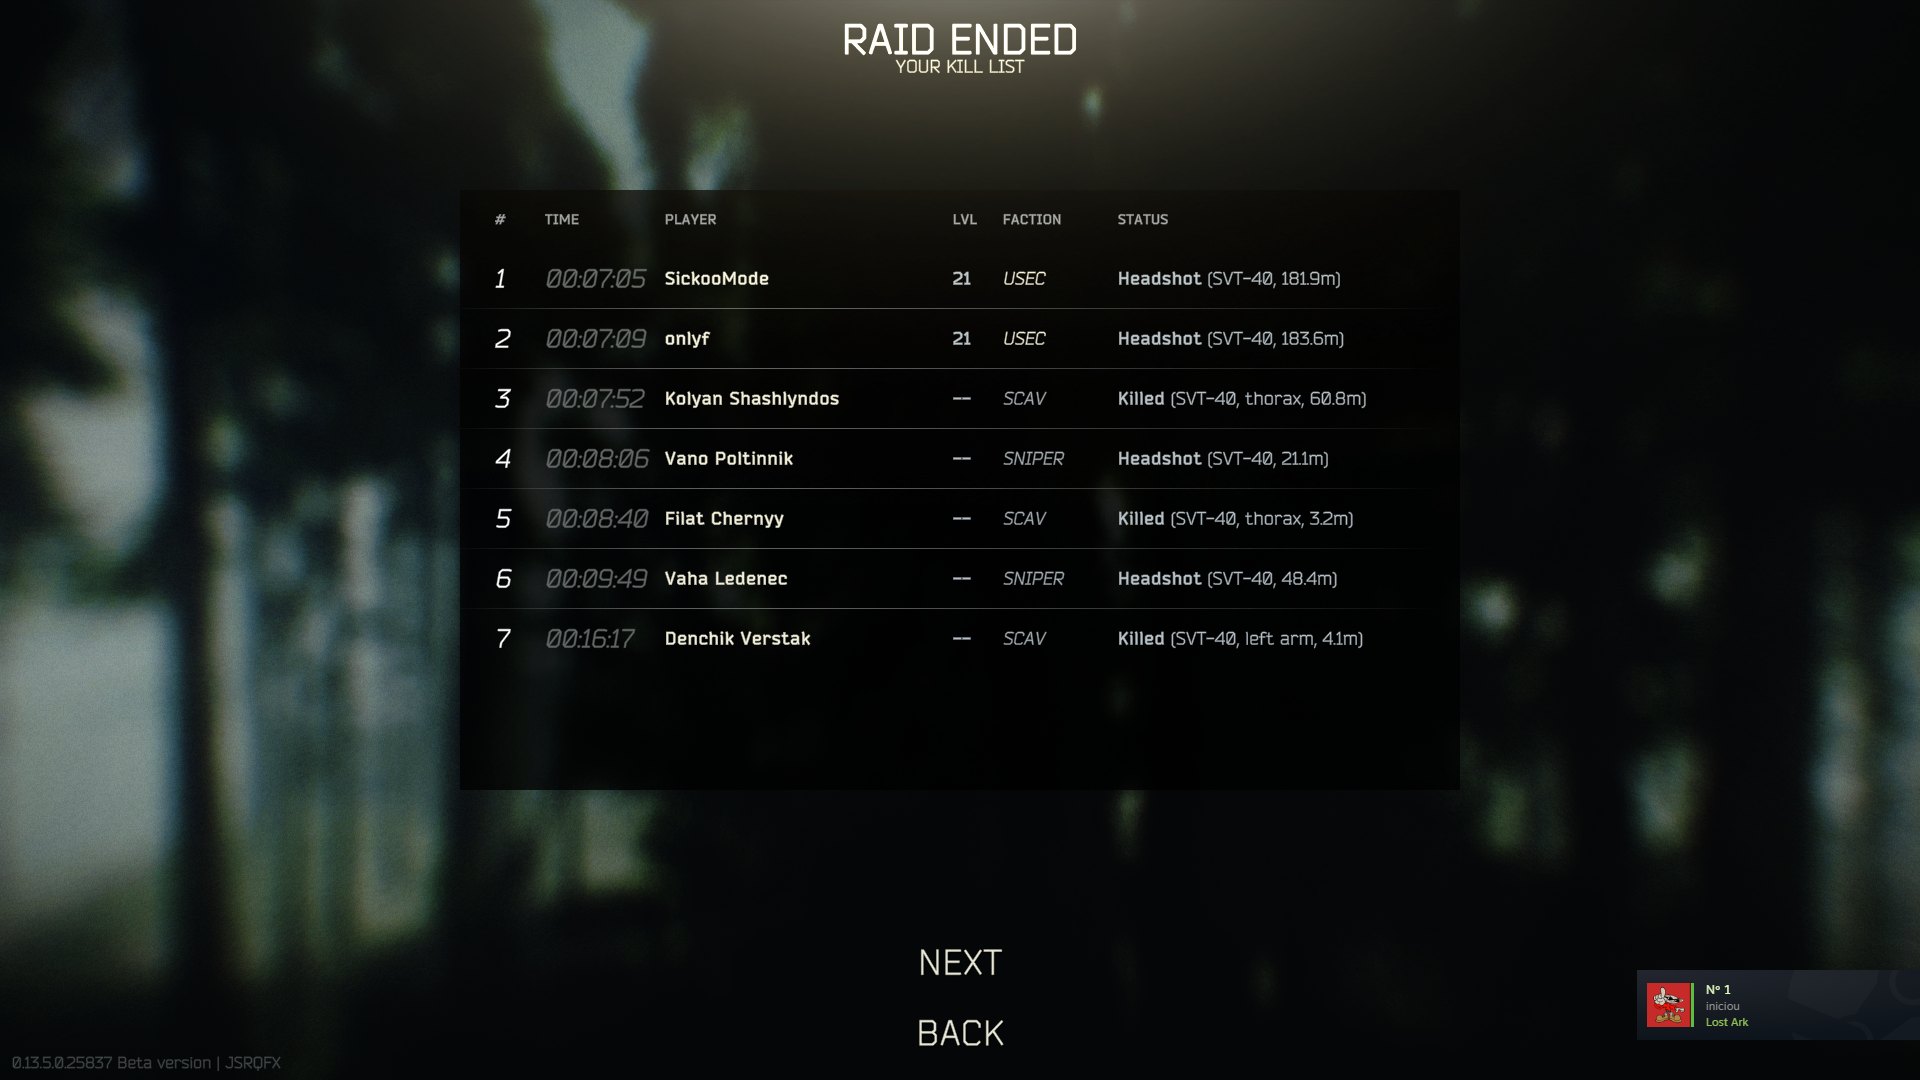 RAID ENDED
YOUR KILL LIST
# TIME PLAYER LVL FACTION STATUS
1 00:07:05 SickooMode 21 USEC Headshot (SVT-40, 181.9m)
2 00:07:09 onlyf 21 USEC Headshot (SVT-40, 183.6m)
3 00:07:52 Kolyan Shashlyndos -- SCAV Killed (SVT-40, thorax, 60.8m)
4 00:08:06 Vano Poltinnik -- SNIPER Headshot (SVT-40, 21.1m)
5 00:08:40 Filat Chernyy -- SCAV Killed (SVT-40, thorax, 3.2m)
6 00:09:49 Vaha Ledenec -- SNIPER Headshot (SVT-40, 48.4m)
7 00:16:17 Denchik Verstak -- SCAV Killed (SVT-40, left arm, 4.1m)
NEXT
BACK
Nº 1
iniciou
Lost Ark
0.13.5.0.25837 Beta version | JSRQFX